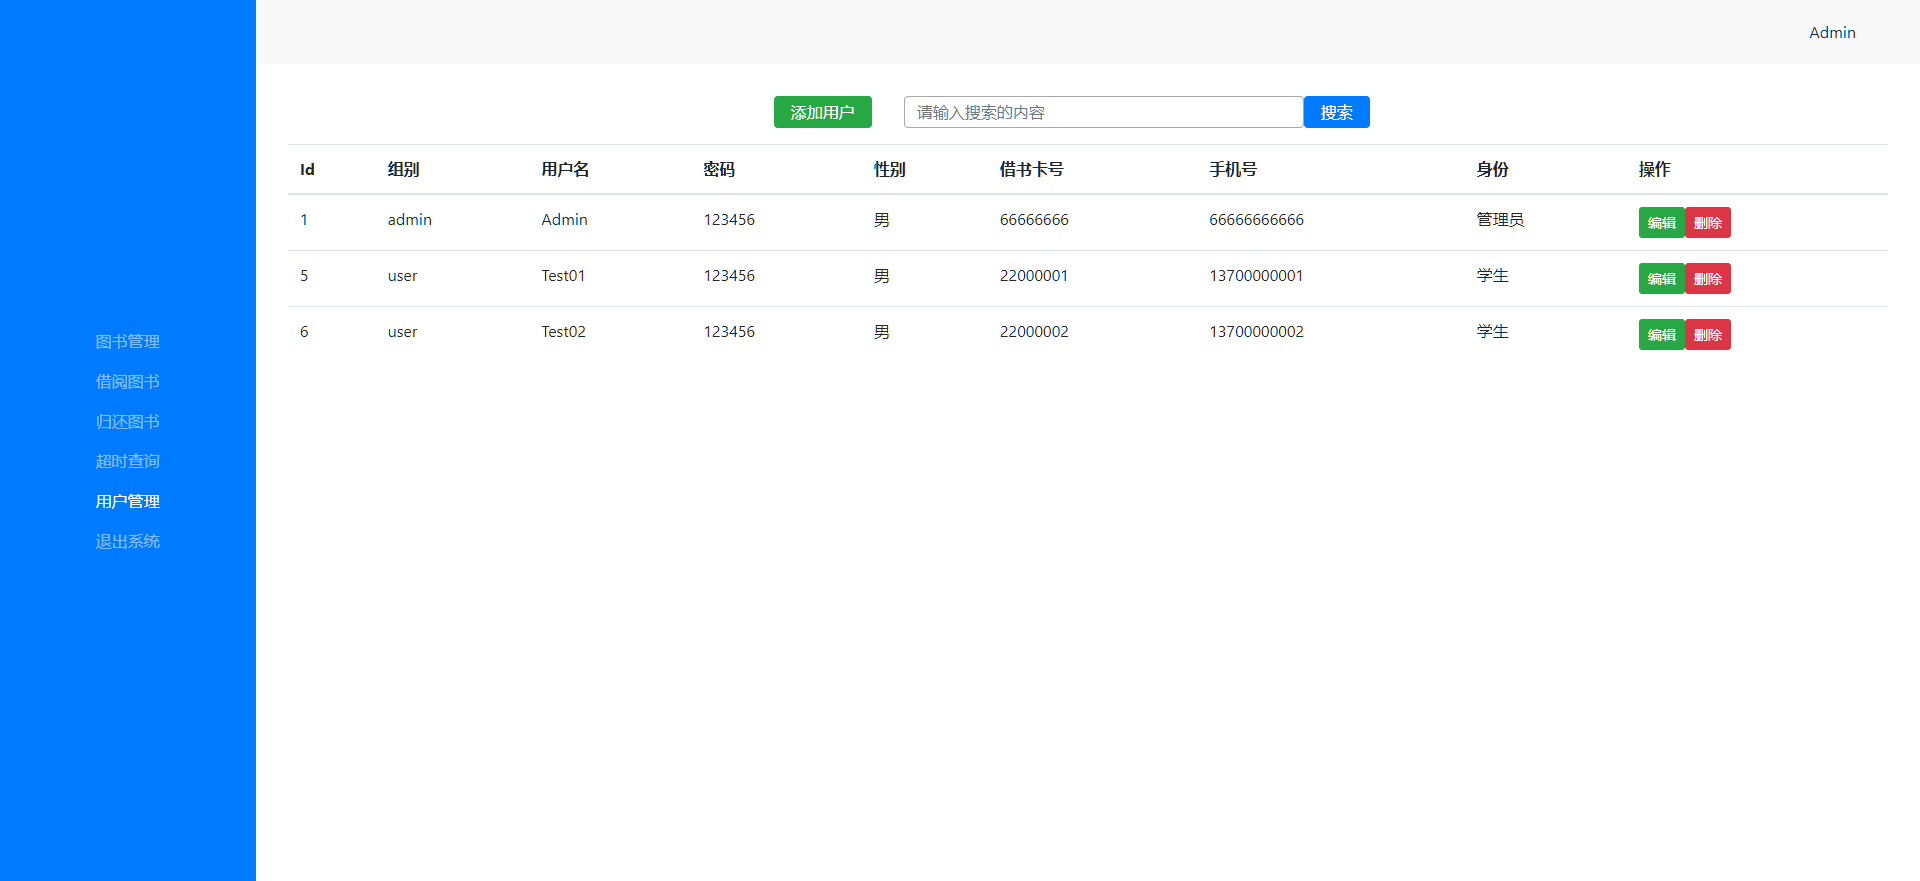 Admin
图书管理
借阅图书
归还图书
超时查询
用户管理
退出系统
添加用户 请输入搜索的内容 搜索
Id 组别 用户名 密码 性别 借书卡号 手机号 身份 操作
1 admin Admin 123456 男 66666666 66666666666 管理员 编辑 删除
5 user Test01 123456 男 22000001 13700000001 学生 编辑 删除
6 user Test02 123456 男 22000002 13700000002 学生 编辑 删除